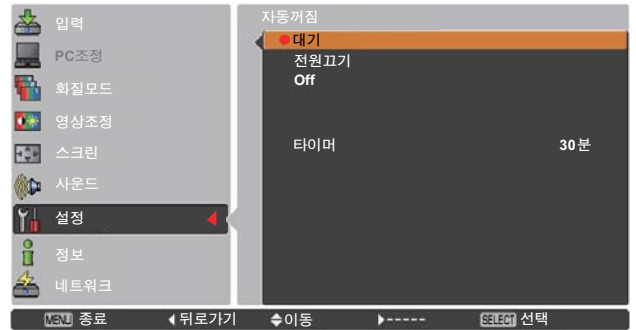 입력
PC조정
화질모드
영상조정
스크린
사운드
설정
정보
네트워크
자동꺼짐
대기
전원끄기
Off
타이머 30분
MENU 종료 뒤로가기 이동 ----- SELECT 선택